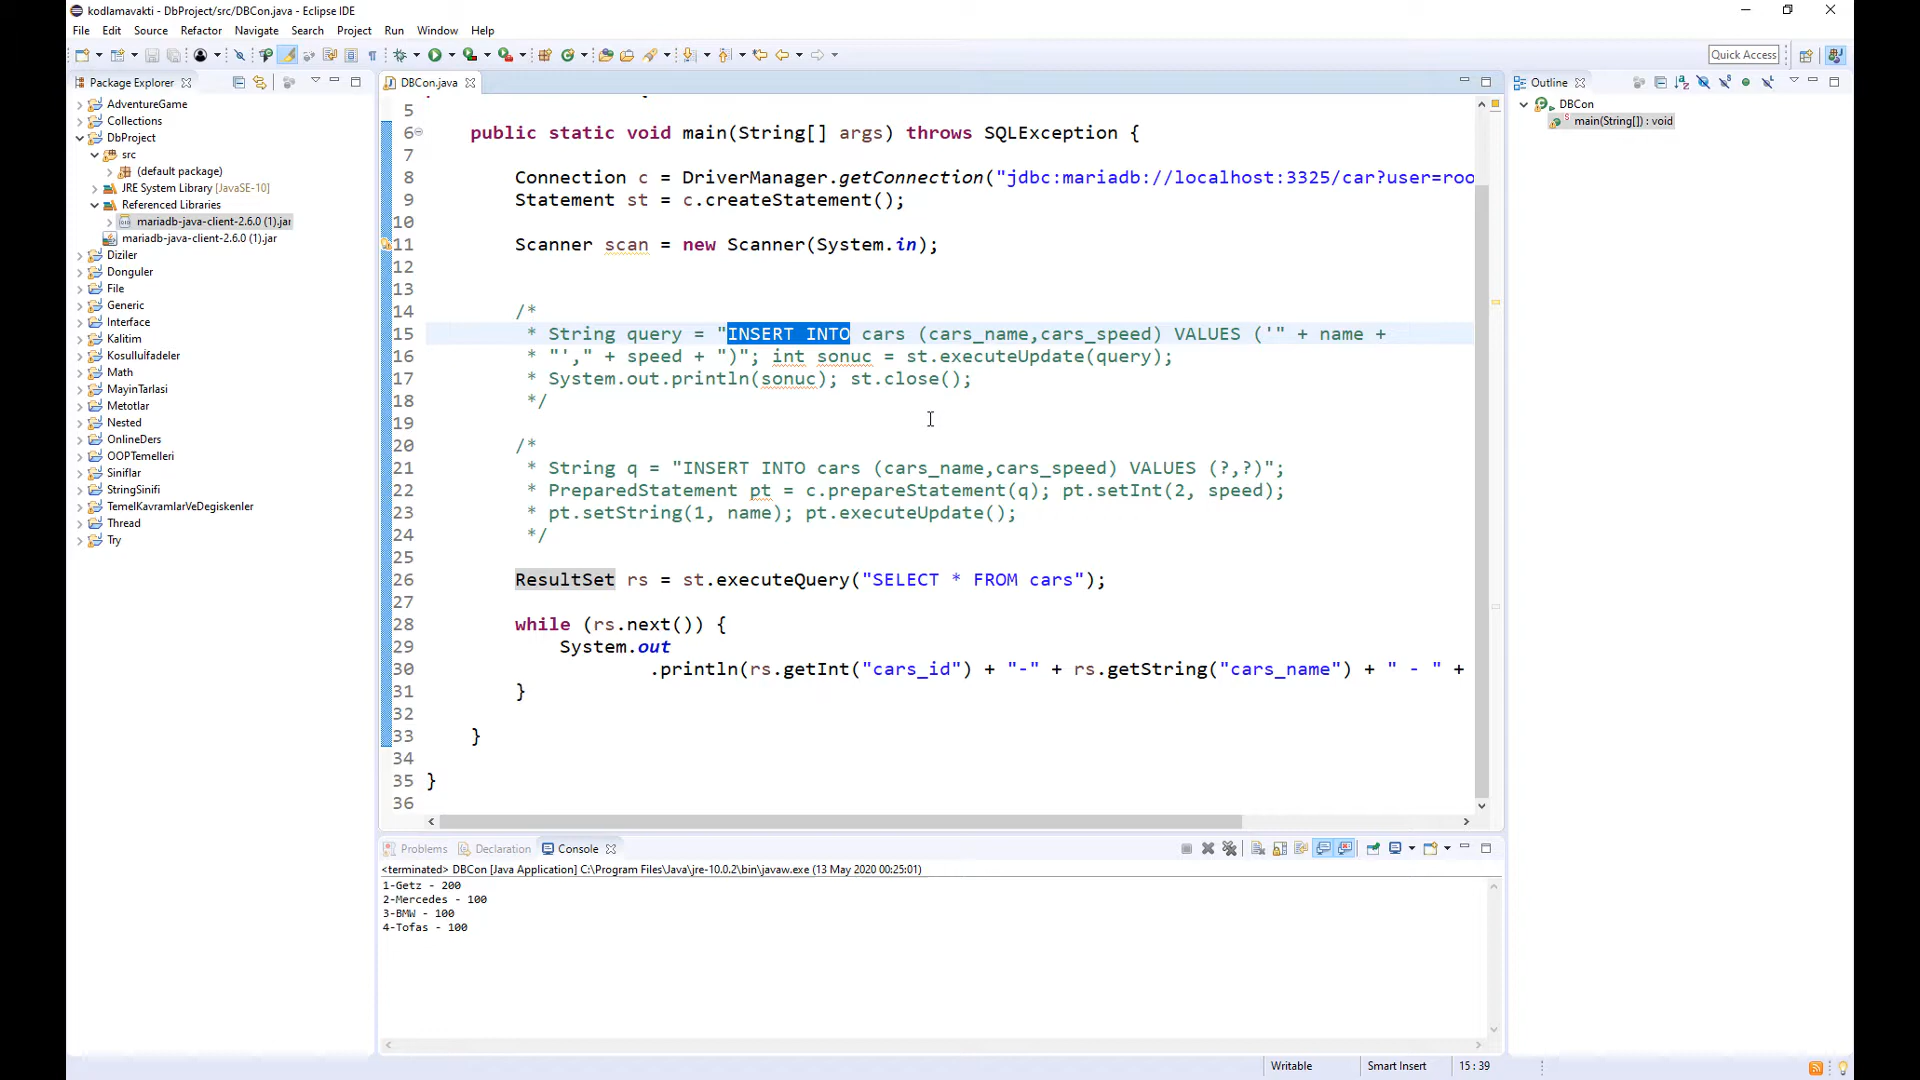 kodlamavakti - DbProject/src/DBCon.java - Eclipse IDE
File Edit Source Refactor Navigate Search Project Run Window Help
Quick Access
Package Explorer
AdventureGame
Collections
DbProject
src
(default package)
JRE System Library [JavaSE-10]
Referenced Libraries
mariadb-java-client-2.6.0 (1).jar
mariadb-java-client-2.6.0 (1).jar
Diziler
Donguler
File
Generic
Interface
Kalitim
Kosullufadeler
Math
MayinTarlasi
Metotlar
Nested
OnlineDers
OOPTemelleri
Siniflar
StringSinifi
TemelKavramlarVeDegiskenler
Thread
Try
DBCon.java
5
6 public static void main(String[] args) throws SQLException {
7
8 Connection c = DriverManager.getConnection("jdbc:mariadb://localhost:3325/car?user=roo
9 Statement st = c.createStatement();
10
11 Scanner scan = new Scanner(System.in);
12
13
14 /*
15 * String query = "INSERT INTO cars (cars_name,cars_speed) VALUES ('" + name +
16 * "'," + speed + ")"; int sonuc = st.executeUpdate(query);
17 * System.out.println(sonuc); st.close();
18 */
19
20 /*
21 * String q = "INSERT INTO cars (cars_name,cars_speed) VALUES (?,?)";
22 * PreparedStatement pt = c.prepareStatement(q); pt.setInt(2, speed);
23 * pt.setString(1, name); pt.executeUpdate();
24 */
25
26 ResultSet rs = st.executeQuery("SELECT * FROM cars");
27
28 while (rs.next()) {
29 System.out
30 .println(rs.getInt("cars_id") + "-" + rs.getString("cars_name") + " - " +
31 }
32
33 }
34
35 }
36
Outline
DBCon
main(String[]) : void
Problems Declaration Console
<terminated> DBCon [Java Application] C:\Program Files\Java\jre-10.0.2\bin\javaw.exe (13 May 2020 00:25:01)
1-Getz - 200
2-Mercedes - 100
3-BMW - 100
4-Tofas - 100
Writable Smart Insert 15 : 39